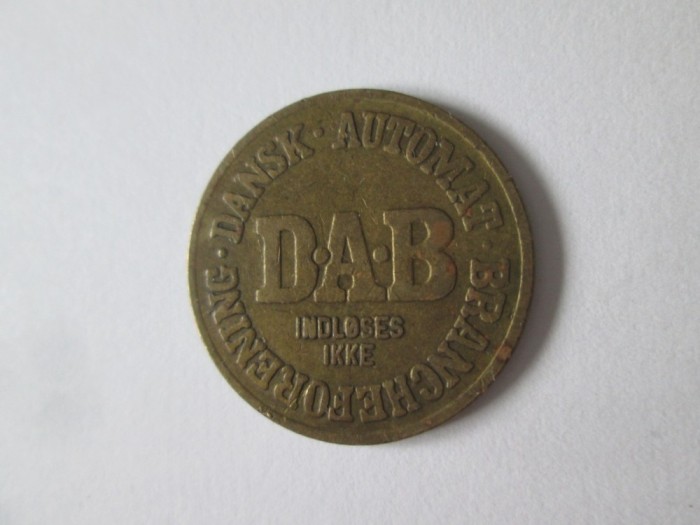 DANSK · AUTOMAT · BRANCHEFORENING ·
D·A·B
INDLØSES
IKKE